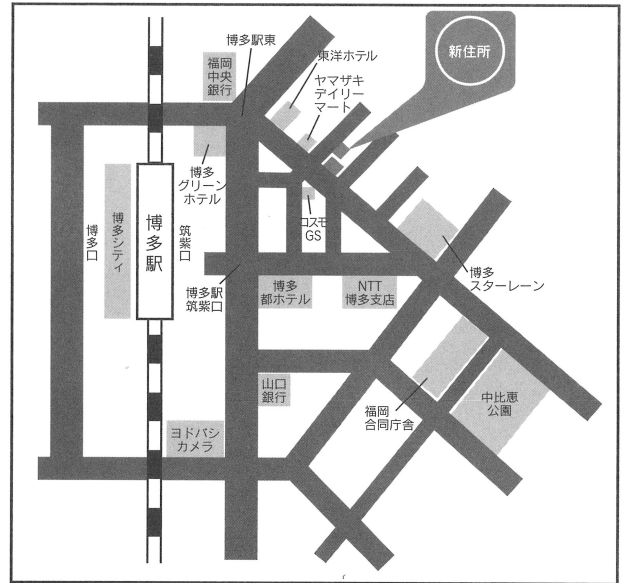 博多駅東
新住所
東洋ホテル
福岡
中央
銀行
ヤマザキ
デイリー
マート
博多
グリーン
ホテル
コスモ
GS
博多口
博多シティ
博多駅
筑紫口
博多駅
筑紫口
博多
都ホテル
NTT
博多支店
博多
スターレーン
山口
銀行
福岡
合同庁舎
中比恵
公園
ヨドバシ
カメラ